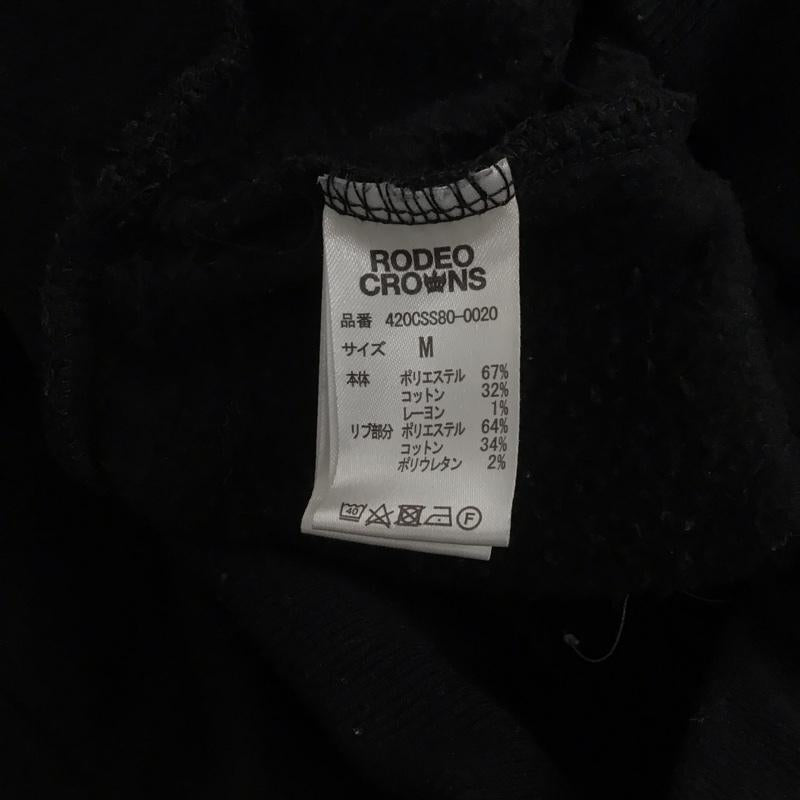 RODEO
CROWNS
品番 420CSS80-0020
サイズ M
本体 ポリエステル 67%
コットン 32%
レーヨン 1%
リブ部分 ポリエステル 64%
コットン 34%
ポリウレタン 2%
40 F